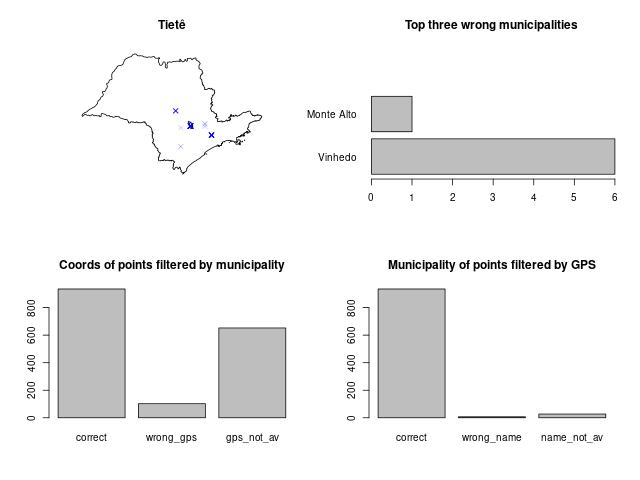 Tietê
Top three wrong municipalities
Monte Alto
Vinhedo
0 1 2 3 4 5 6
Coords of points filtered by municipality
0 200 400 600 800
correct wrong_gps gps_not_av
Municipality of points filtered by GPS
0 200 400 600 800
correct wrong_name name_not_av